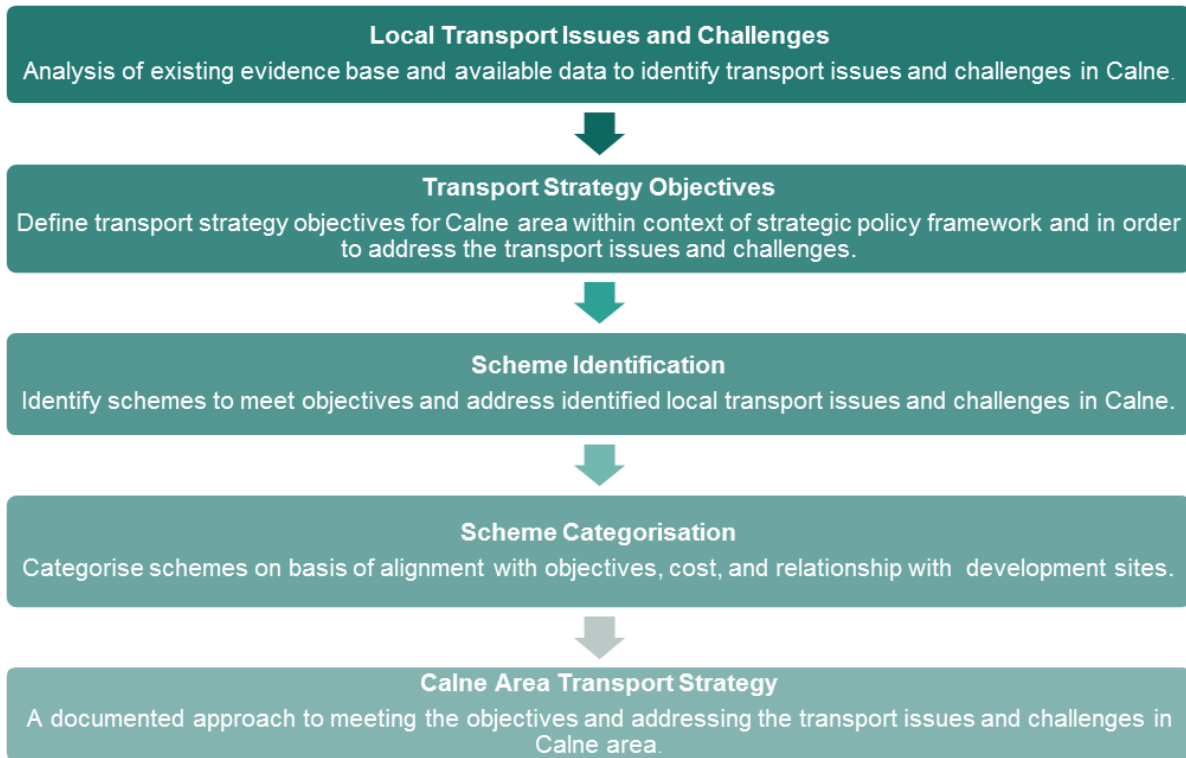 Local Transport Issues and Challenges
Analysis of existing evidence base and available data to identify transport issues and challenges in Calne.
Transport Strategy Objectives
Define transport strategy objectives for Calne area within context of strategic policy framework and in order
to address the transport issues and challenges.
Scheme Identification
Identify schemes to meet objectives and address identified local transport issues and challenges in Calne.
Scheme Categorisation
Categorise schemes on basis of alignment with objectives, cost, and relationship with development sites.
Calne Area Transport Strategy
A documented approach to meeting the objectives and addressing the transport issues and challenges in
Calne area.